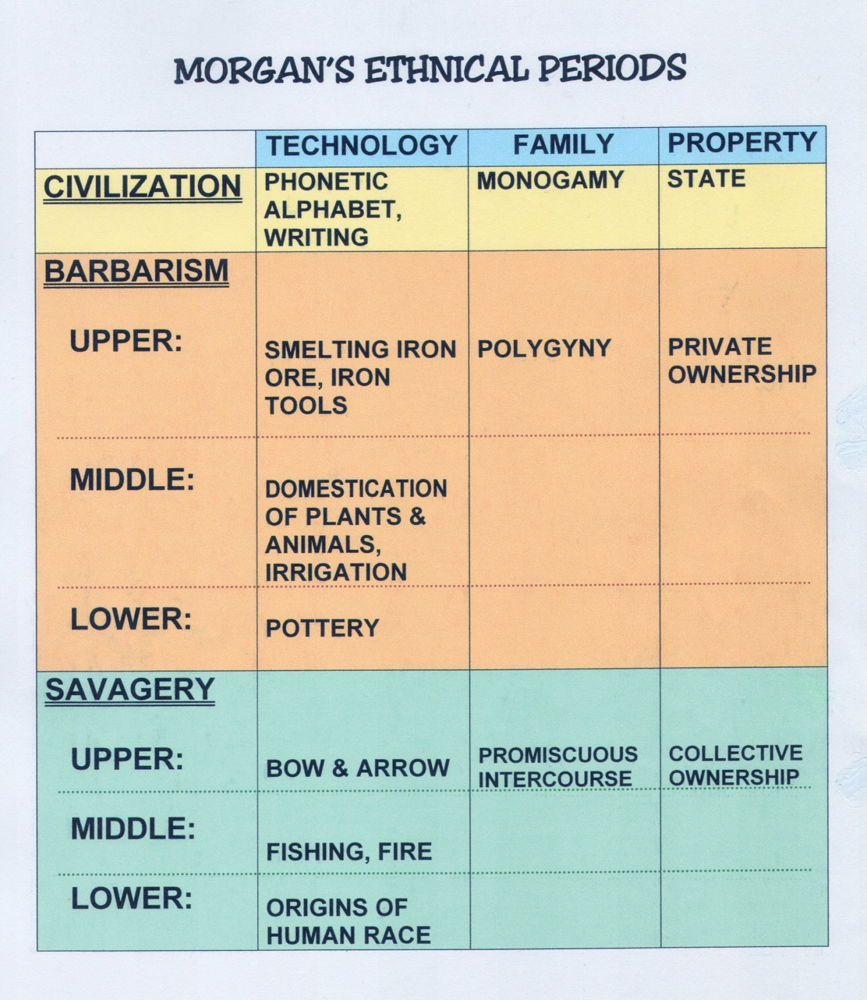 MORGAN'S ETHNICAL PERIODS
TECHNOLOGY FAMILY PROPERTY
CIVILIZATION PHONETIC MONOGAMY STATE
ALPHABET,
WRITING
BARBARISM
UPPER: SMELTING IRON POLYGYNY PRIVATE
ORE, IRON OWNERSHIP
TOOLS
MIDDLE: DOMESTICATION
OF PLANTS &
ANIMALS,
IRRIGATION
LOWER: POTTERY
SAVAGERY
UPPER: BOW & ARROW PROMISCUOUS COLLECTIVE
INTERCOURSE OWNERSHIP
MIDDLE: FISHING, FIRE
LOWER: ORIGINS OF
HUMAN RACE